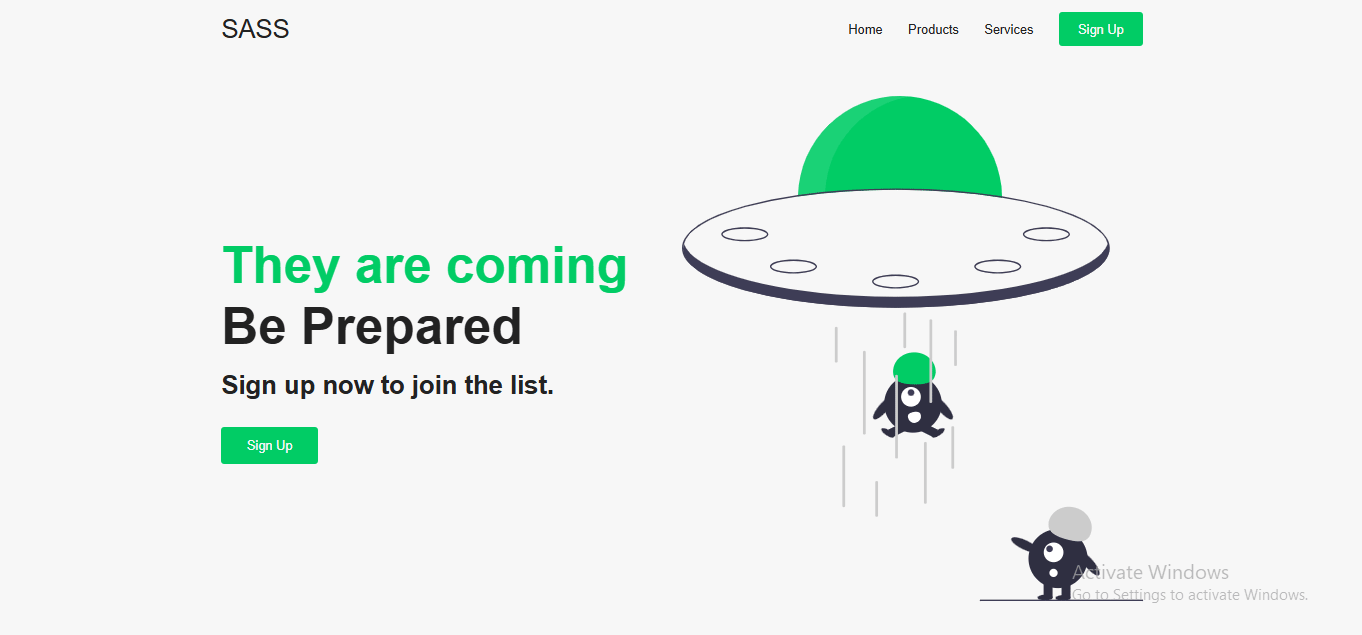 SASS
Home
Products
Services
Sign Up
They are coming
Be Prepared
Sign up now to join the list.
Sign Up
Activate Windows
Go to Settings to activate Windows.